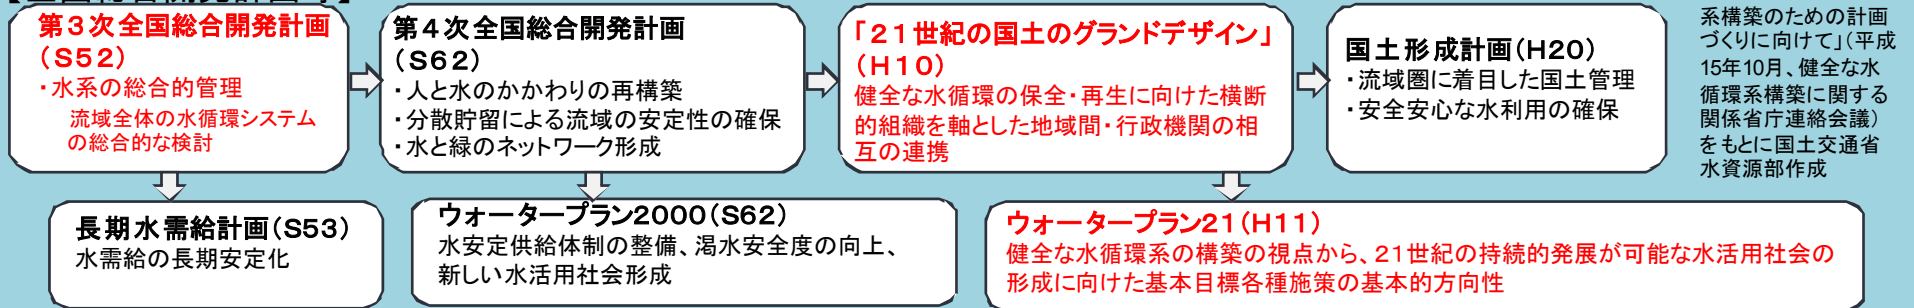 【全国総合開発計画等】
第３次全国総合開発計画
（Ｓ５２）
・水系の総合的管理
流域全体の水循環システム
の総合的な検討
第４次全国総合開発計画
（Ｓ６２）
・人と水のかかわりの再構築
・分散貯留による流域の安定性の確保
・水と緑のネットワーク形成
「２１世紀の国土のグランドデザイン」
（Ｈ１０）
健全な水循環の保全・再生に向けた横断
的組織を軸とした地域間・行政機関の相
互の連携
国土形成計画（Ｈ２０）
・流域圏に着目した国土管理
・安全安心な水利用の確保
系構築のための計画
づくりに向けて」（平成
15年10月、健全な水
循環系構築に関する
関係省庁連絡会議）
をもとに国土交通省
水資源部作成
長期水需給計画（Ｓ５３）
水需給の長期安定化
ウォータープラン２０００（Ｓ６２）
水安定供給体制の整備、渇水安全度の向上、
新しい水活用社会形成
ウォータープラン２１（Ｈ１１）
健全な水循環系の構築の視点から、２１世紀の持続的発展が可能な水活用社会の
形成に向けた基本目標各種施策の基本的方向性